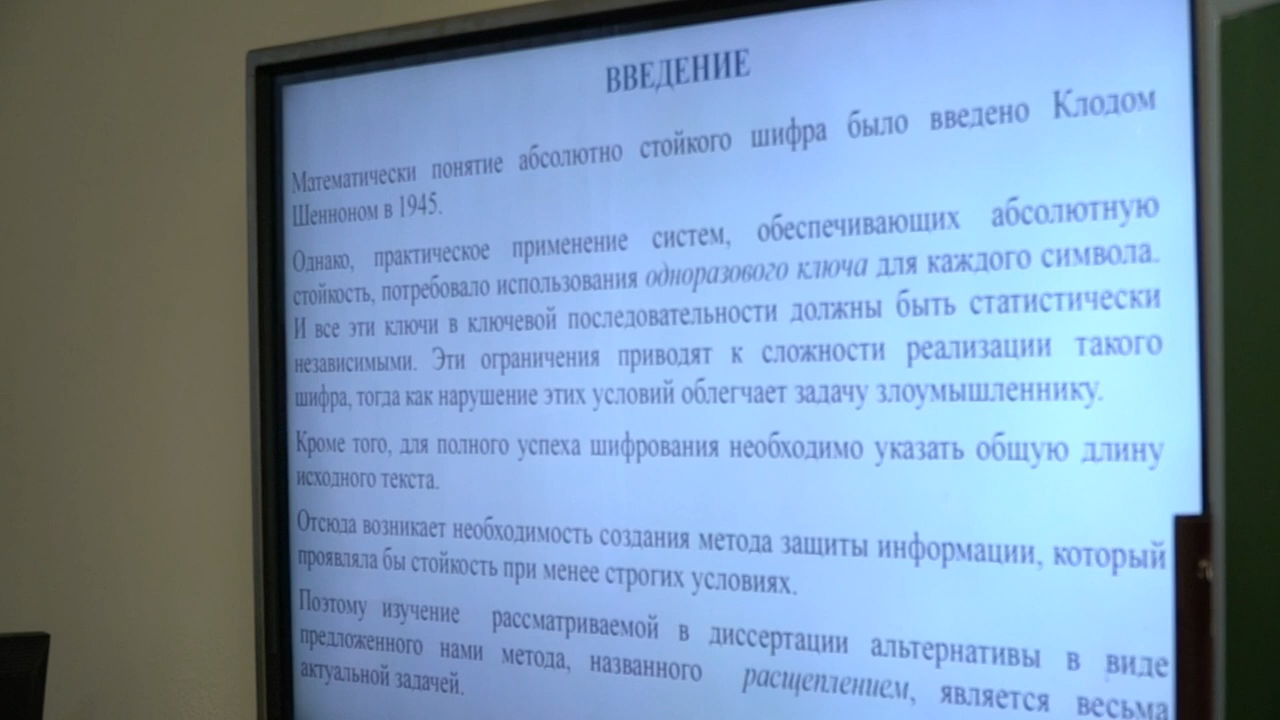 ВВЕДЕНИЕ
Математически понятие абсолютно стойкого шифра было введено Клодом
Шенноном в 1945.
Однако, практическое применение систем, обеспечивающих абсолютную
стойкость, потребовало использования одноразового ключа для каждого символа.
И все эти ключи в ключевой последовательности должны быть статистически
независимыми. Эти ограничения приводят к сложности реализации такого
шифра, тогда как нарушение этих условий облегчает задачу злоумышленнику.
Кроме того, для полного успеха шифрования необходимо указать общую длину
исходного текста.
Отсюда возникает необходимость создания метода защиты информации, который
проявляла бы стойкость при менее строгих условиях.
Поэтому изучение рассматриваемой в диссертации альтернативы в виде
предложенного нами метода, названного расщеплением, является весьма
актуальной задачей.